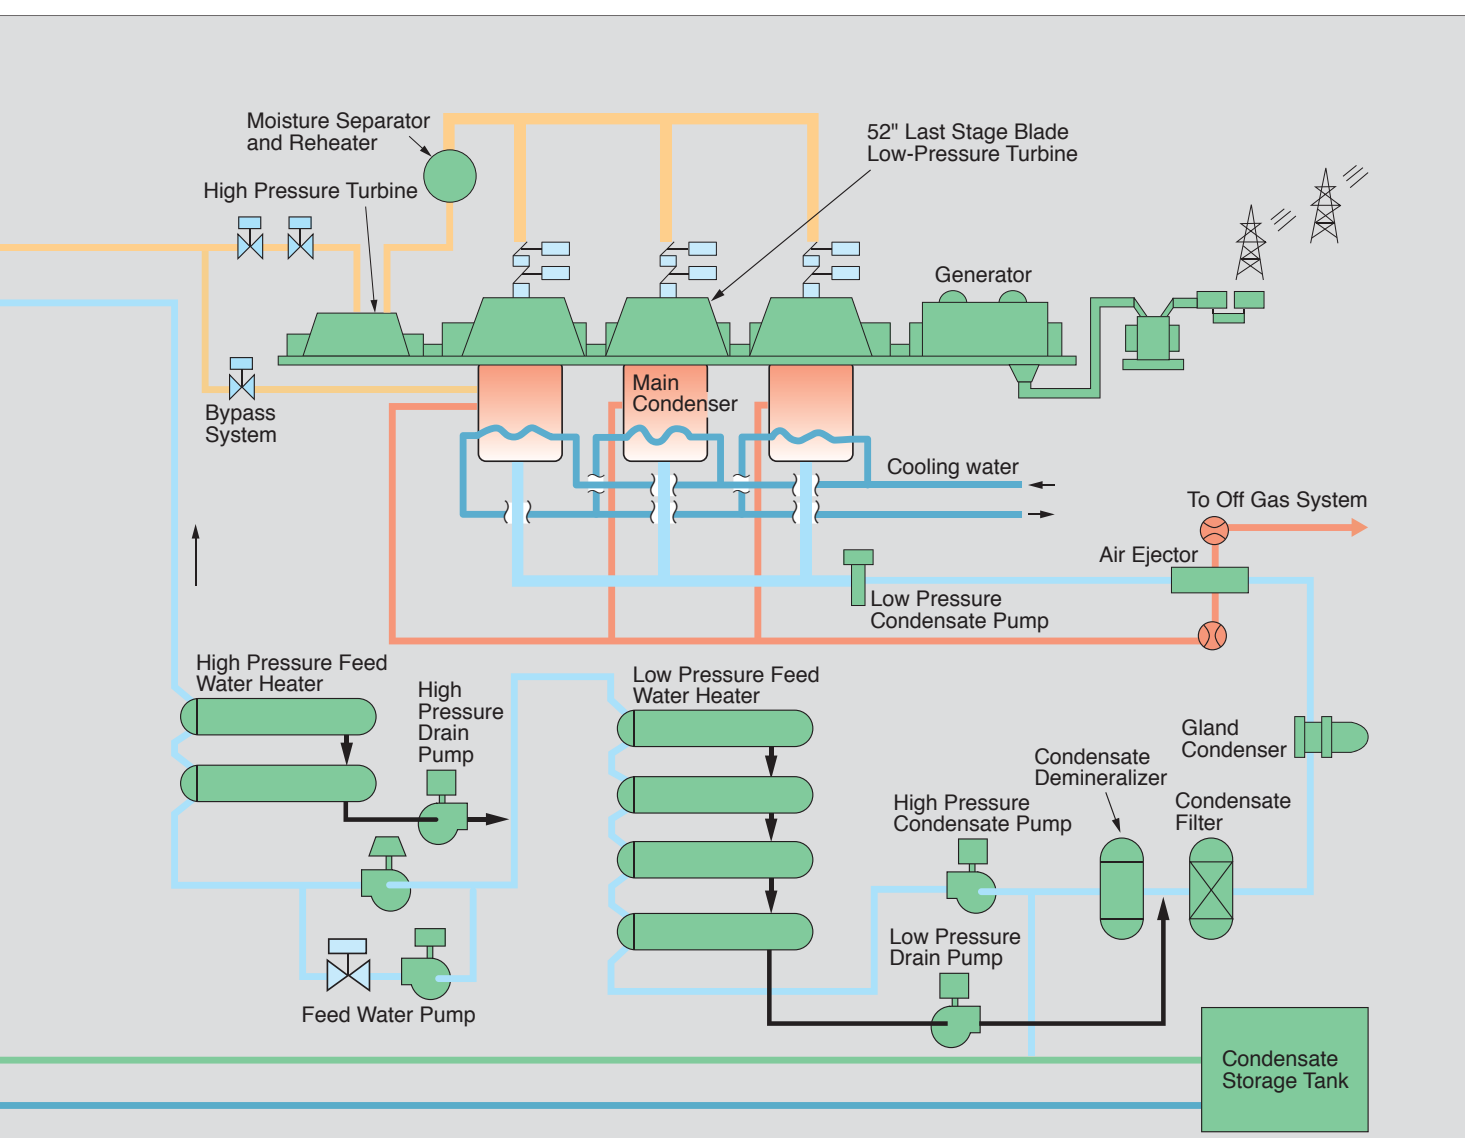 Moisture Separator
and Reheater
52" Last Stage Blade
Low-Pressure Turbine
High Pressure Turbine
Generator
Main
Condenser
Bypass
System
Cooling water
To Off Gas System
Air Ejector
Low Pressure
Condensate Pump
High Pressure Feed
Water Heater
Low Pressure Feed
Water Heater
High
Pressure
Drain
Pump
Gland
Condenser
Condensate
Demineralizer
High Pressure
Condensate Pump
Condensate
Filter
Low Pressure
Drain Pump
Feed Water Pump
Condensate
Storage Tank